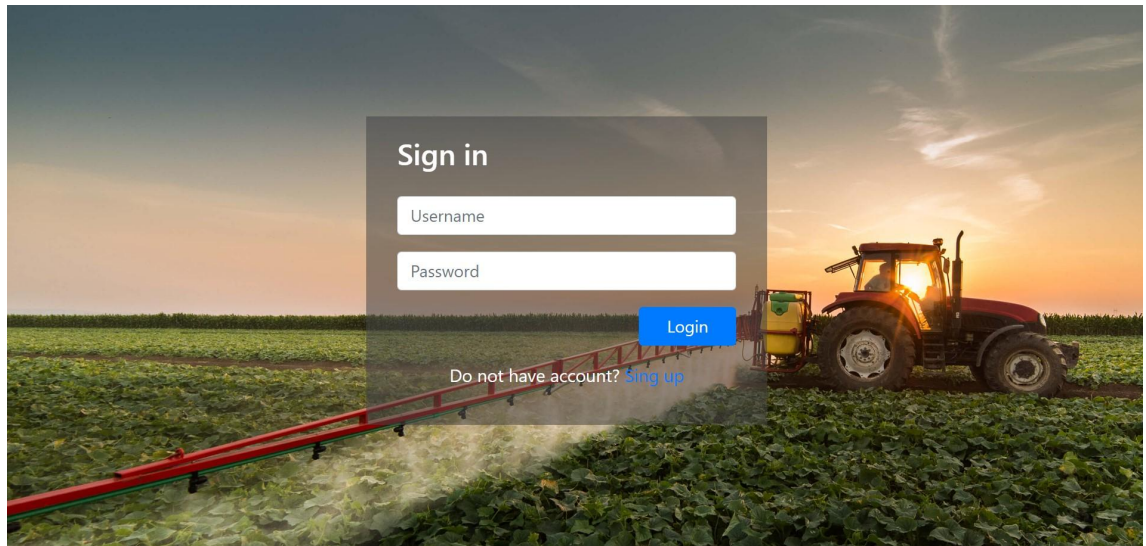 Sign in
Username
Password
Login
Do not have account? Sing up